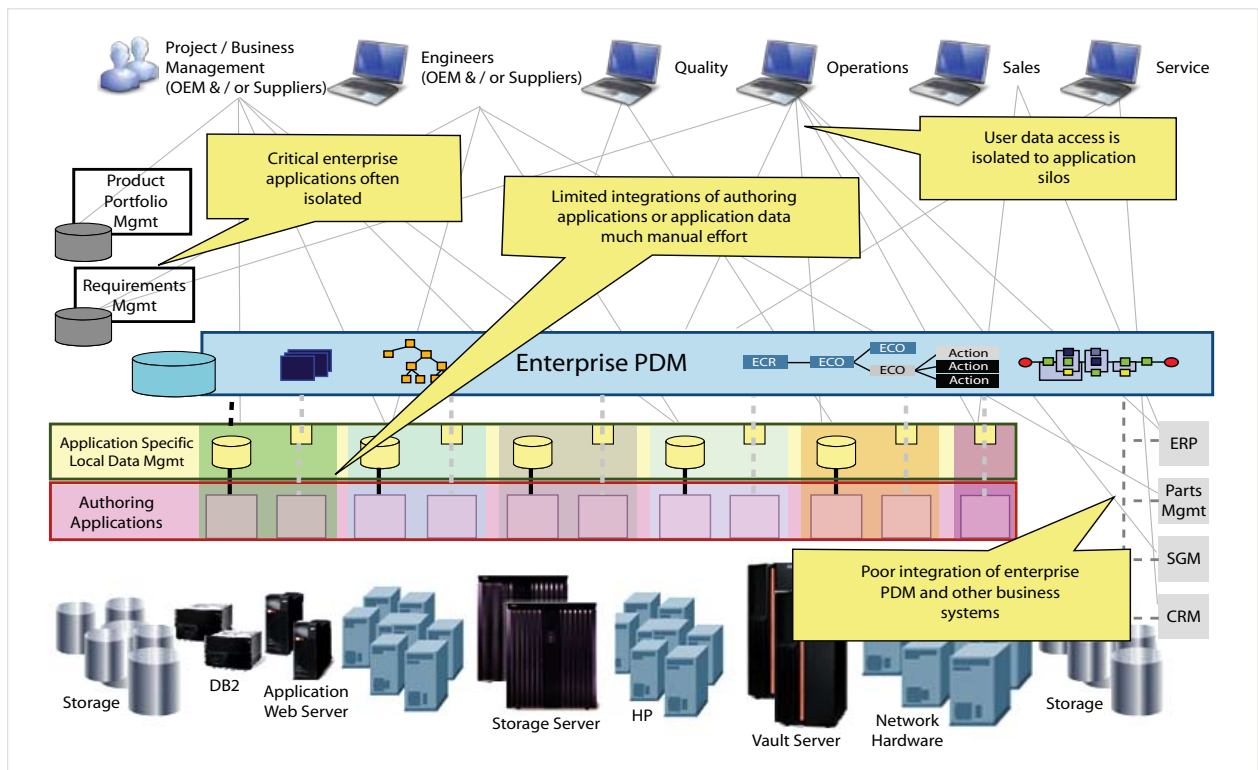 Project / Business
Management
(OEM & / or Suppliers)
Engineers
(OEM & / or Suppliers)
Quality
Operations
Sales
Service
Critical enterprise
applications often
isolated
Limited integrations of authoring
applications or application data
much manual effort
User data access is
isolated to application
silos
Product
Portfolio
Mgmt
Requirements
Mgmt
Enterprise PDM
ECR
ECO
ECO
ECO
Action
Action
Action
Application Specific
Local Data Mgmt
Authoring
Applications
ERP
Parts
Mgmt
SGM
CRM
Poor integration of enterprise
PDM and other business
systems
Storage
DB2
Application
Web Server
Storage Server
HP
Vault Server
Network
Hardware
Storage